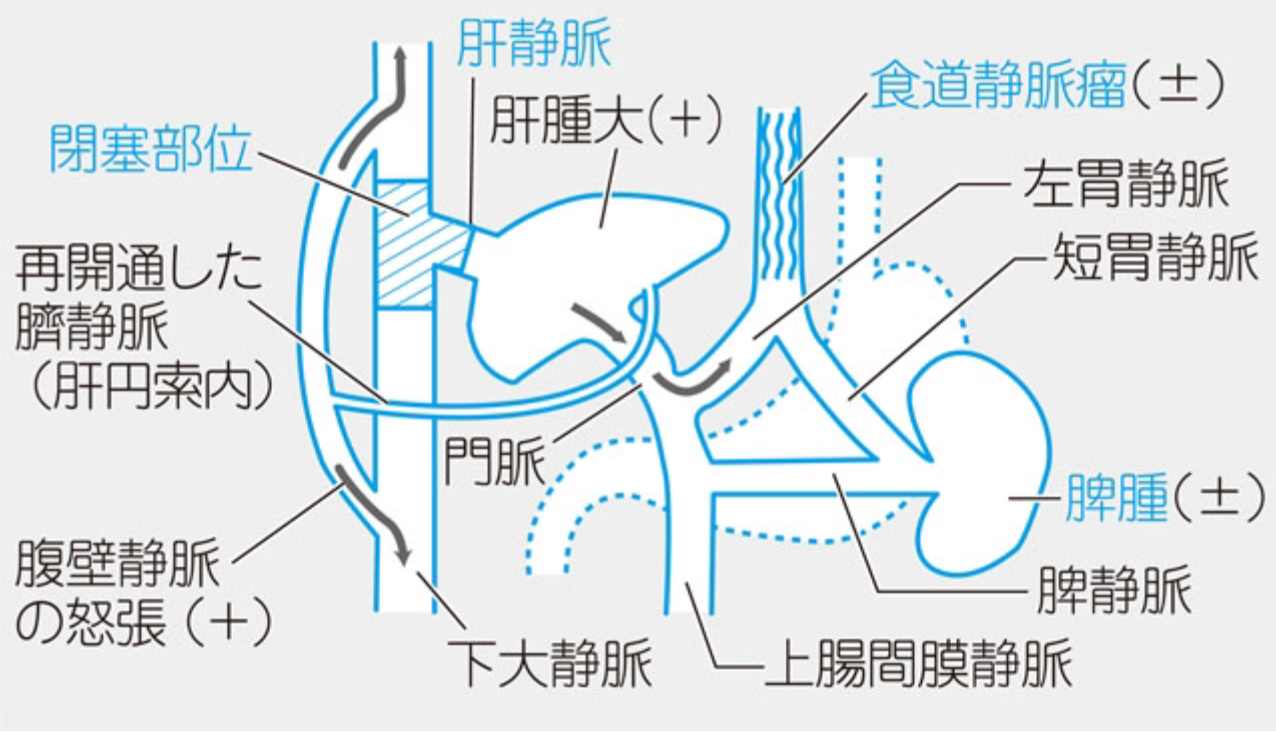 肝静脈
食道静脈瘤(±)
肝腫大(+)
閉塞部位
左胃静脈
再開通した
臍静脈
(肝円索内)
短胃静脈
門脈
脾腫(±)
腹壁静脈
の怒張(+)
脾静脈
下大静脈
上腸間膜静脈